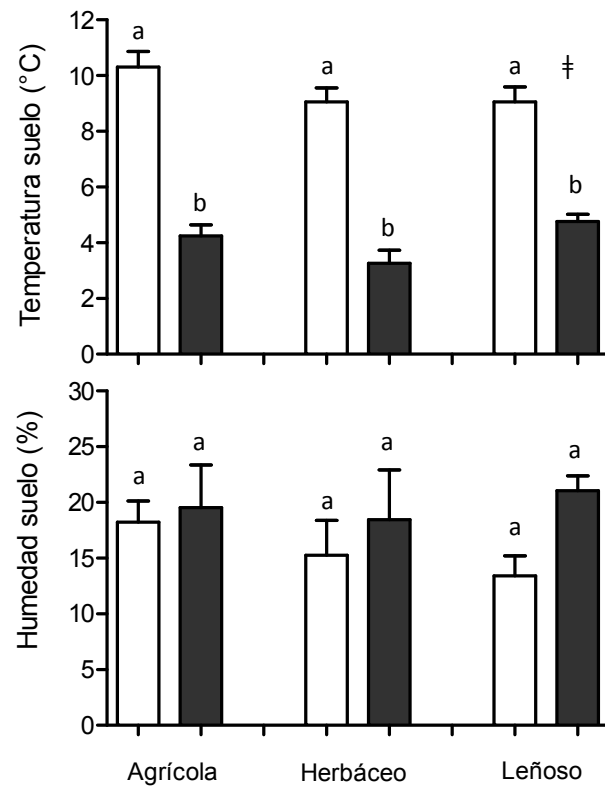 Temperatura suelo (°C)
12
10
8
6
4
2
0
a
b
a
b
a
b
ǂ
Humedad suelo (%)
30
25
20
15
10
5
0
a
a
a
a
a
a
Agrícola
Herbáceo
Leñoso